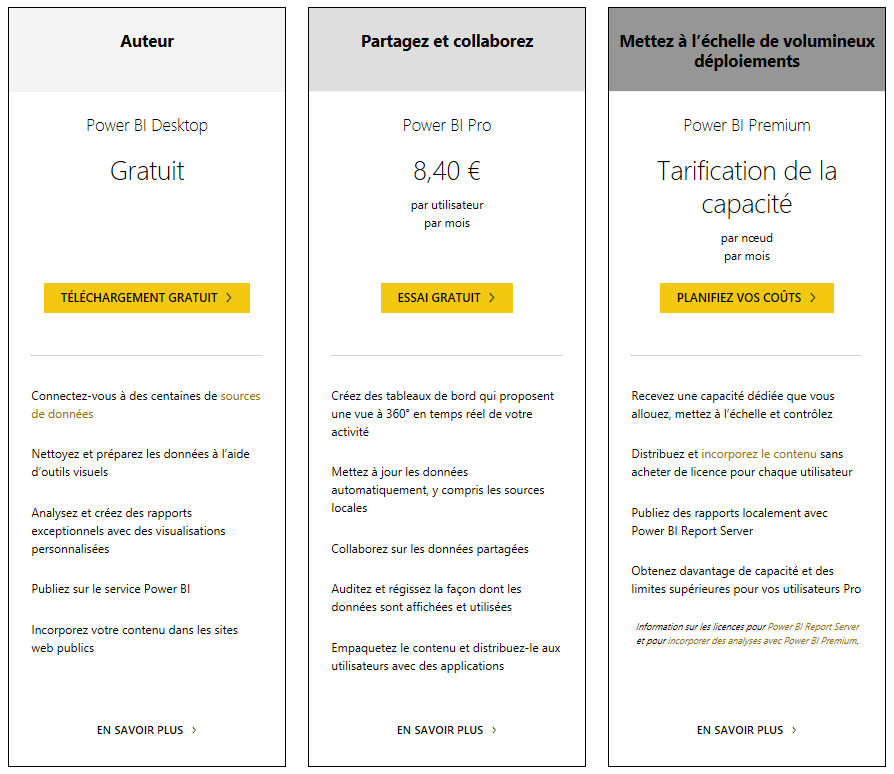 Auteur
Power BI Desktop
Gratuit
TÉLÉCHARGEMENT GRATUIT
Connectez-vous à des centaines de sources
de données
Nettoyez et préparez les données à l'aide
d'outils visuels
Analysez et créez des rapports
exceptionnels avec des visualisations
personnalisées
Publiez sur le service Power BI
Incorporez votre contenu dans les sites
web publics
EN SAVOIR PLUS
Partagez et collaborez
Power BI Pro
8,40 €
par utilisateur
par mois
ESSAI GRATUIT
Créez des tableaux de bord qui proposent
une vue à 360° en temps réel de votre
activité
Mettez à jour les données
automatiquement, y compris les sources
locales
Collaborez sur les données partagées
Auditez et régissez la façon dont les
données sont affichées et utilisées
Empaquetez le contenu et distribuez-le aux
utilisateurs avec des applications
EN SAVOIR PLUS
Mettez à l'échelle de volumineux
déploiements
Power BI Premium
Tarification de la
capacité
par nœud
par mois
PLANIFIEZ VOS COÛTS
Recevez une capacité dédiée que vous
allouez, mettez à l'échelle et contrôlez
Distribuez et incorporez le contenu sans
acheter de licence pour chaque utilisateur
Publiez des rapports localement avec
Power BI Report Server
Obtenez davantage de capacité et des
limites supérieures pour vos utilisateurs Pro
Information sur les licences pour Power BI Report Server
et pour incorporer des analyses avec Power BI Premium.
EN SAVOIR PLUS